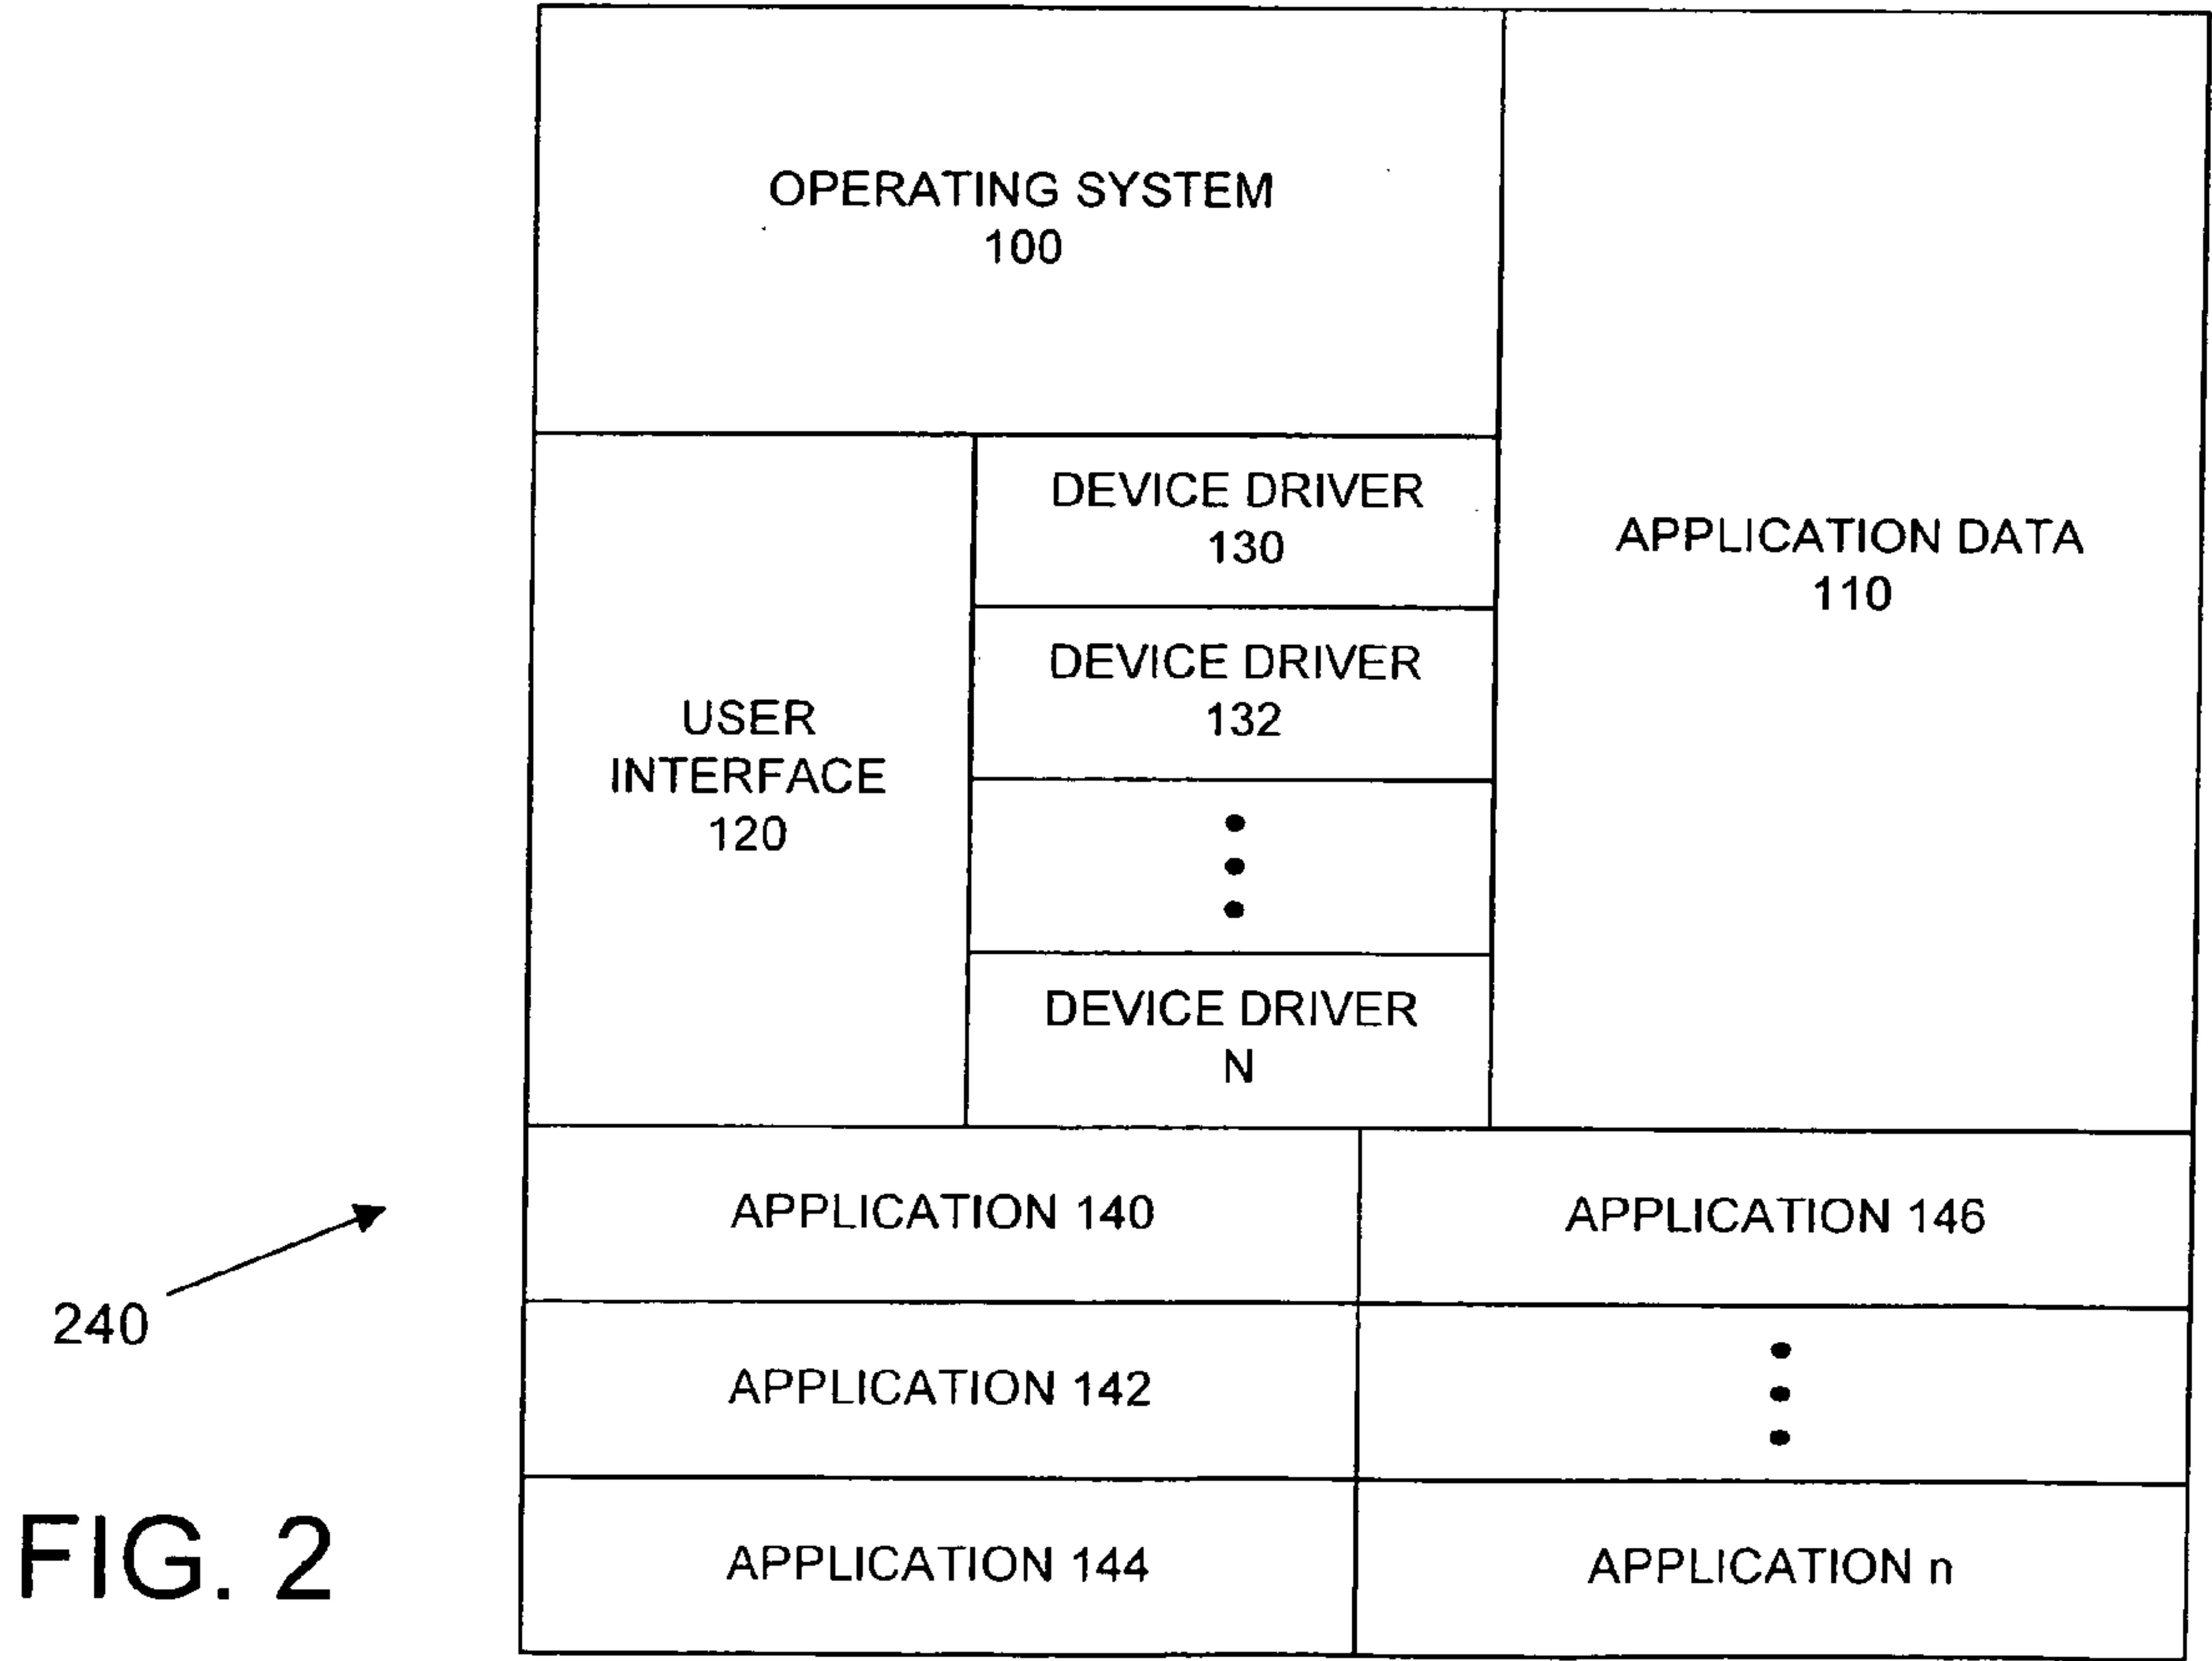 OPERATING SYSTEM
100
APPLICATION DATA
110
USER
INTERFACE
120
DEVICE DRIVER
130
DEVICE DRIVER
132
DEVICE DRIVER
N
APPLICATION 140
APPLICATION 146
APPLICATION 142
APPLICATION 144
APPLICATION n
240
FIG. 2